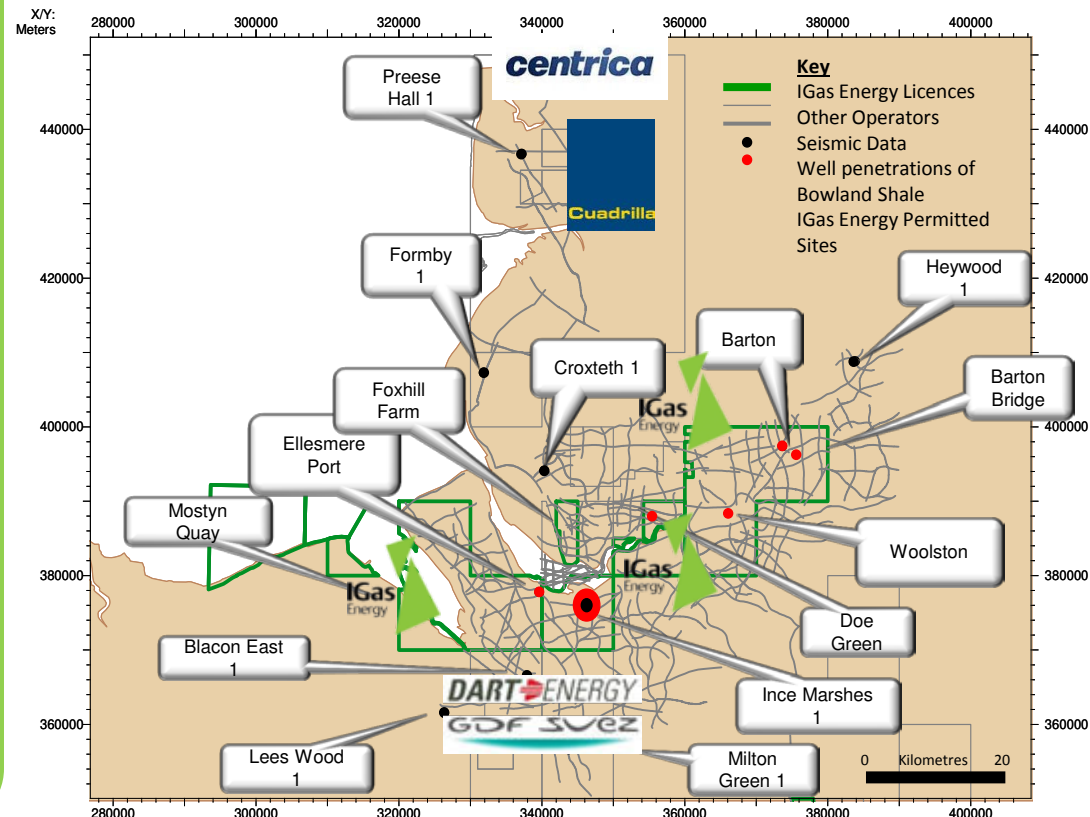 X/Y:
Meters
280000
300000
320000
340000
360000
380000
400000
centrica
Key
IGas Energy Licences
Other Operators
Seismic Data
Well penetrations of
Bowland Shale
IGas Energy Permitted
Sites
Preese
Hall 1
440000
440000
Cuadrilla
Formby
1
420000
420000
Heywood
1
Barton
Croxteth 1
Barton
Bridge
Foxhill
Farm
IGas
Energy
400000
400000
Ellesmere
Port
Mostyn
Quay
Woolston
380000
380000
IGas
Energy
IGas
Energy
Doe
Green
Blacon East
1
Ince Marshes
1
DART ENERGY
GDF SUEZ
360000
360000
Lees Wood
1
Milton
Green 1
0 Kilometres 20
280000
300000
320000
340000
360000
380000
400000